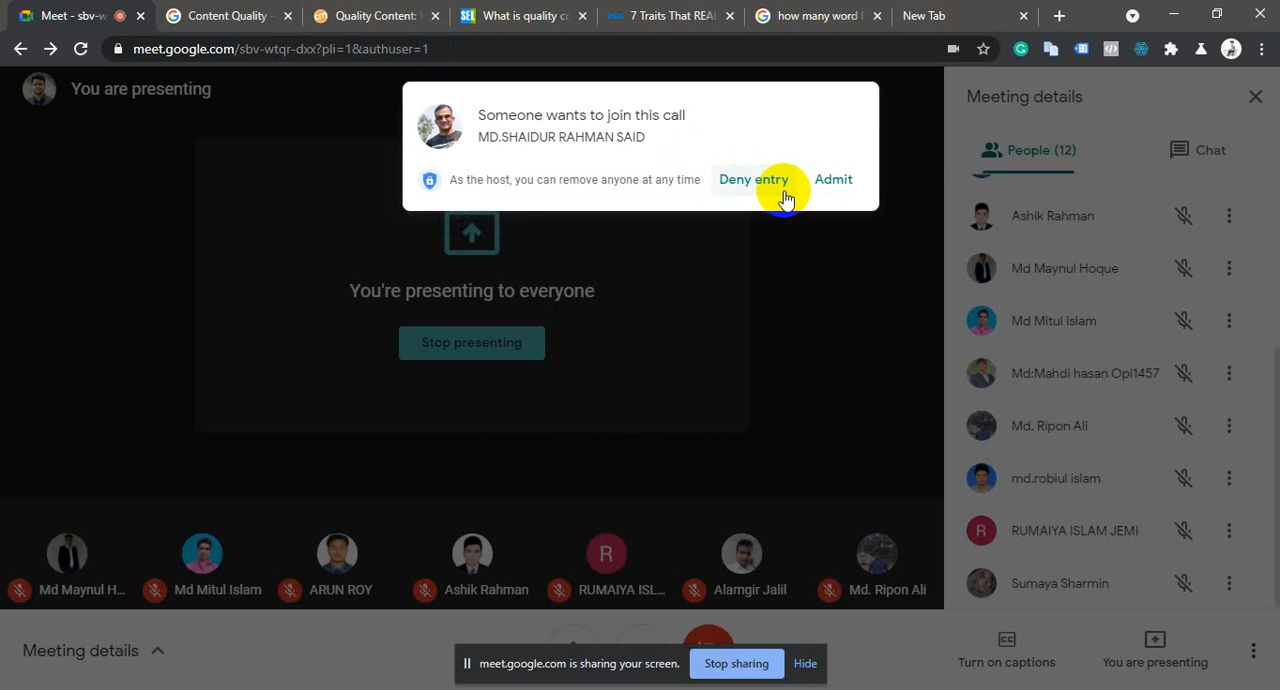 Meet - sbv-w
Content Quality -
Quality Content:
What is quality co
7 Traits That REA
how many word
New Tab
meet.google.com/sbv-wtqr-dxx?pli=1&authuser=1
You are presenting
Someone wants to join this call
MD.SHAIDUR RAHMAN SAID
As the host, you can remove anyone at any time
Deny entry
Admit
You're presenting to everyone
Stop presenting
Meeting details
People (12)
Chat
Ashik Rahman
Md Maynul Hoque
Md Mitul Islam
Md:Mahdi hasan Opi1457
Md. Ripon Ali
md.robiul islam
R RUMAIYA ISLAM JEMI
Sumaya Sharmin
R
Md Maynul H...
Md Mitul Islam
ARUN ROY
Ashik Rahman
RUMAIYA ISL...
Alamgir Jalil
Md. Ripon Ali
Meeting details
meet.google.com is sharing your screen.
Stop sharing
Hide
Turn on captions
You are presenting